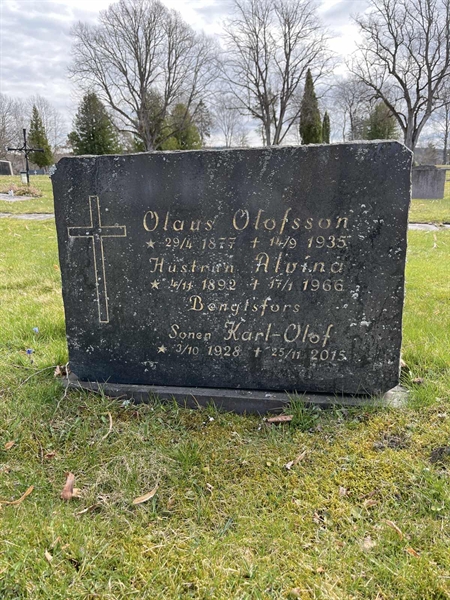 Olaus Olofsson
* 29/4 1877 + 14/9 1935
Hustrun Alvina
* 4/11 1892 + 17/1 1966
Bengtsfors
Sonen Karl-Olof
* 3/10 1928 + 25/11 2015